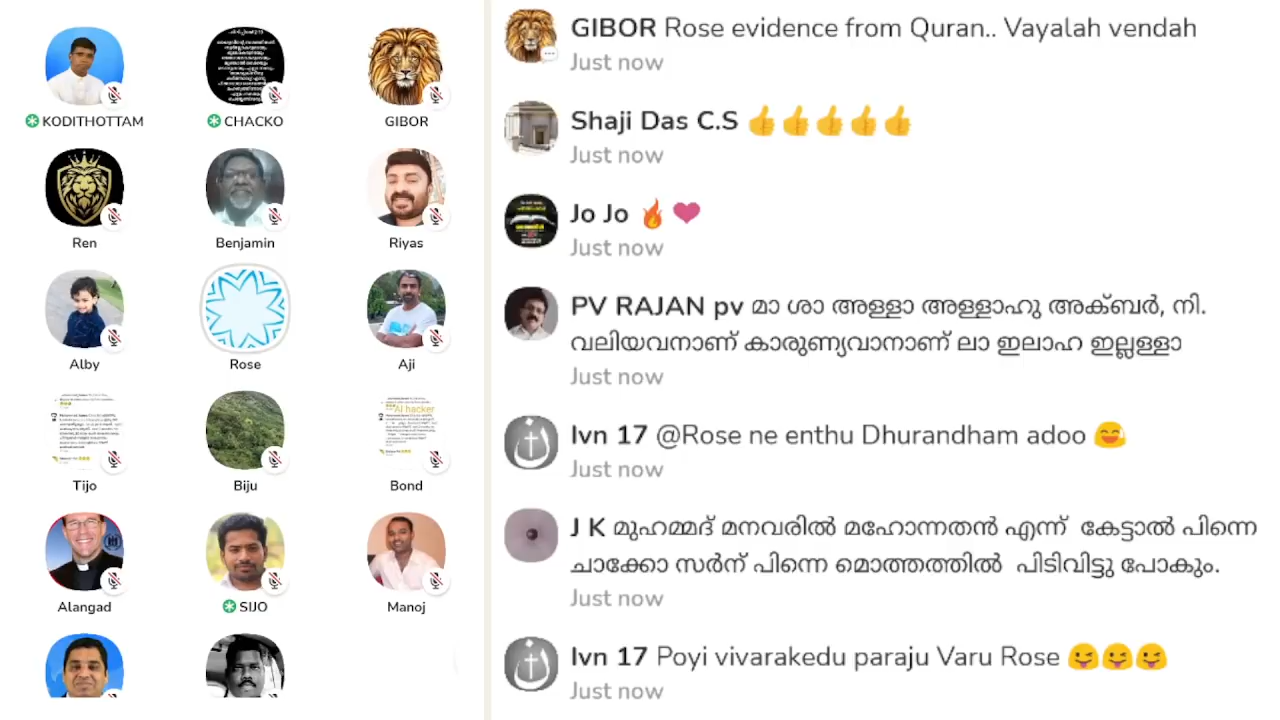 KODITHOTTAM
CHACKO
GIBOR
Ren
Benjamin
Riyas
Alby
Rose
Aji
AI hacker
Tijo
Biju
Bond
Alangad
SIJO
Manoj
GIBOR Rose evidence from Quran.. Vayalah vendah
Just now
Shaji Das C.S 👍👍👍👍👍
Just now
Jo Jo 🔥❤️
Just now
PV RAJAN pv മാ ശാ അള്ളാ അള്ളാഹു അക്ബർ, നി.
വലിയവനാണ് കാരുണ്യവാനാണ് ലാ ഇലാഹ ഇല്ലള്ളാ
Just now
Ivn 17 @Rose ne enthu Dhurandham adoo 😅
Just now
J K മുഹമ്മദ് മനവരിൽ മഹോന്നതൻ എന്ന് കേട്ടാൽ പിന്നെ
ചാക്കോ സർന് പിന്നെ മൊത്തത്തിൽ പിടിവിട്ടു പോകും.
Just now
Ivn 17 Poyi vivarakedu paraju Varu Rose 😜😜😜
Just now